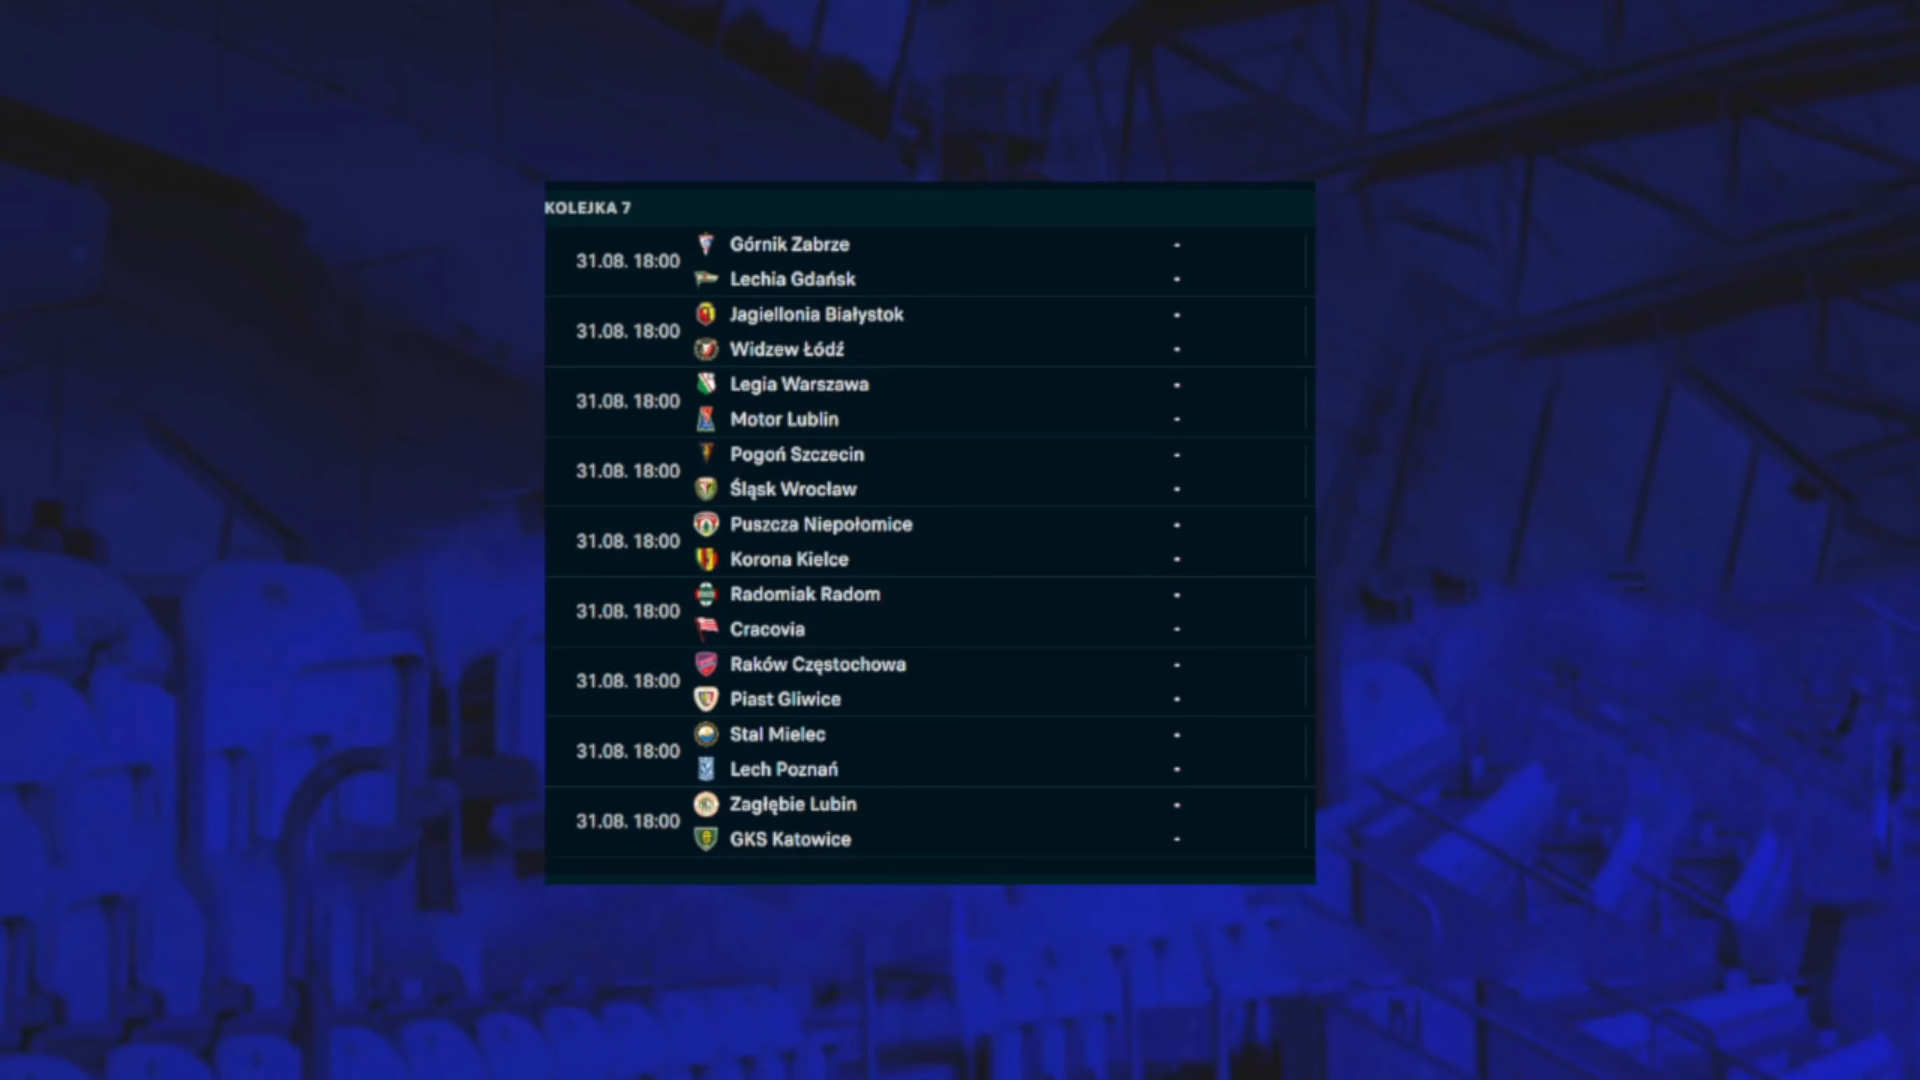 KOLEJKA 7
31.08. 18:00
Górnik Zabrze -
Lechia Gdańsk -
31.08. 18:00
Jagiellonia Białystok -
Widzew Łódź -
31.08. 18:00
Legia Warszawa -
Motor Lublin -
31.08. 18:00
Pogoń Szczecin -
Śląsk Wrocław -
31.08. 18:00
Puszcza Niepołomice -
Korona Kielce -
31.08. 18:00
Radomiak Radom -
Cracovia -
31.08. 18:00
Raków Częstochowa -
Piast Gliwice -
31.08. 18:00
Stal Mielec -
Lech Poznań -
31.08. 18:00
Zagłębie Lubin -
GKS Katowice -